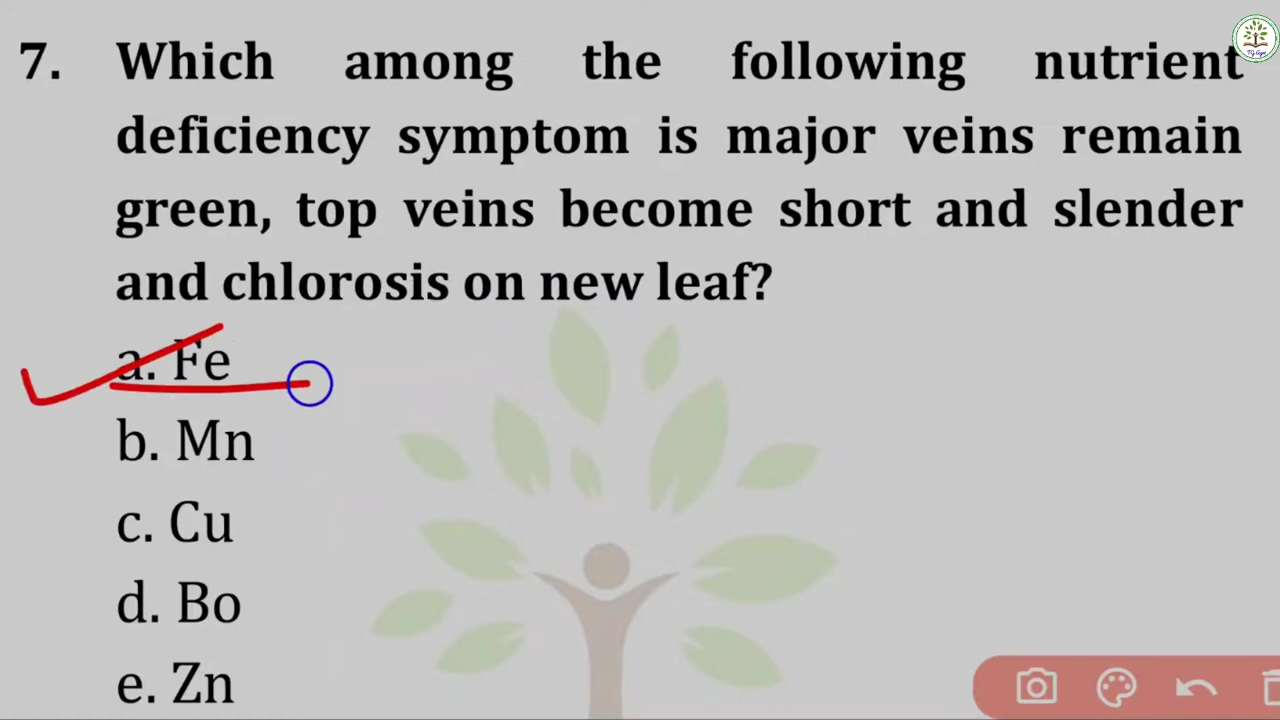 7. Which among the following nutrient
deficiency symptom is major veins remain
green, top veins become short and slender
and chlorosis on new leaf?
a. Fe
b. Mn
c. Cu
d. Bo
e. Zn